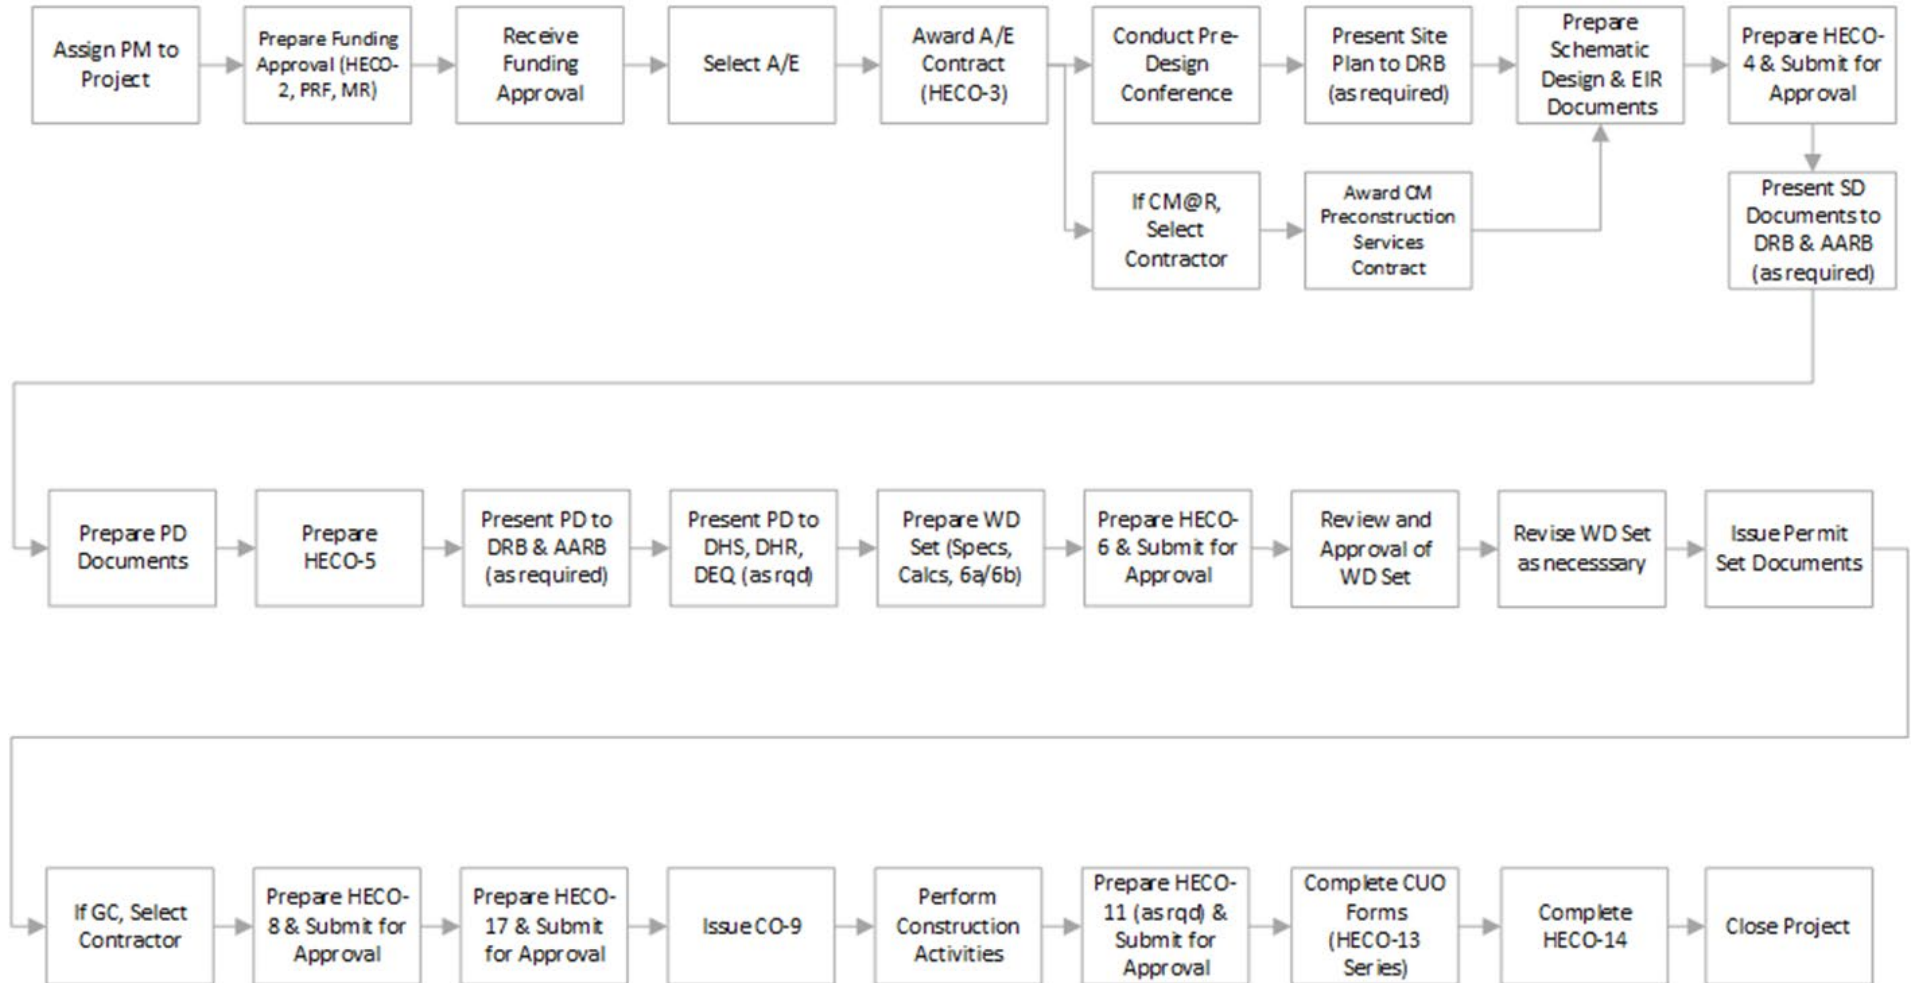 Assign PM to
Project
Prepare Funding
Approval (HECO-
2, PRF, MR)
Receive
Funding
Approval
Select A/E
Award A/E
Contract
(HECO-3)
Conduct Pre-
Design
Conference
Present Site
Plan to DRB
(as required)
Prepare
Schematic
Design & EIR
Documents
Prepare HECO-
4 & Submit for
Approval
If CM@R,
Select
Contractor
Award CM
Preconstruction
Services
Contract
Present SD
Documents to
DRB & AARB
(as required)
Prepare PD
Documents
Prepare
HECO-5
Present PD to
DRB & AARB
(as required)
Present PD to
DHS, DHR,
DEQ (as rqd)
Prepare WD
Set (Specs,
Calcs, 6a/6b)
Prepare HECO-
6 & Submit for
Approval
Review and
Approval of
WD Set
Revise WD Set
as necesssary
Issue Permit
Set Documents
If GC, Select
Contractor
Prepare HECO-
8 & Submit for
Approval
Prepare HECO-
17 & Submit
for Approval
Issue CO-9
Perform
Construction
Activities
Prepare HECO-
11 (as rqd) &
Submit for
Approval
Complete CUO
Forms
(HECO-13
Series)
Complete
HECO-14
Close Project